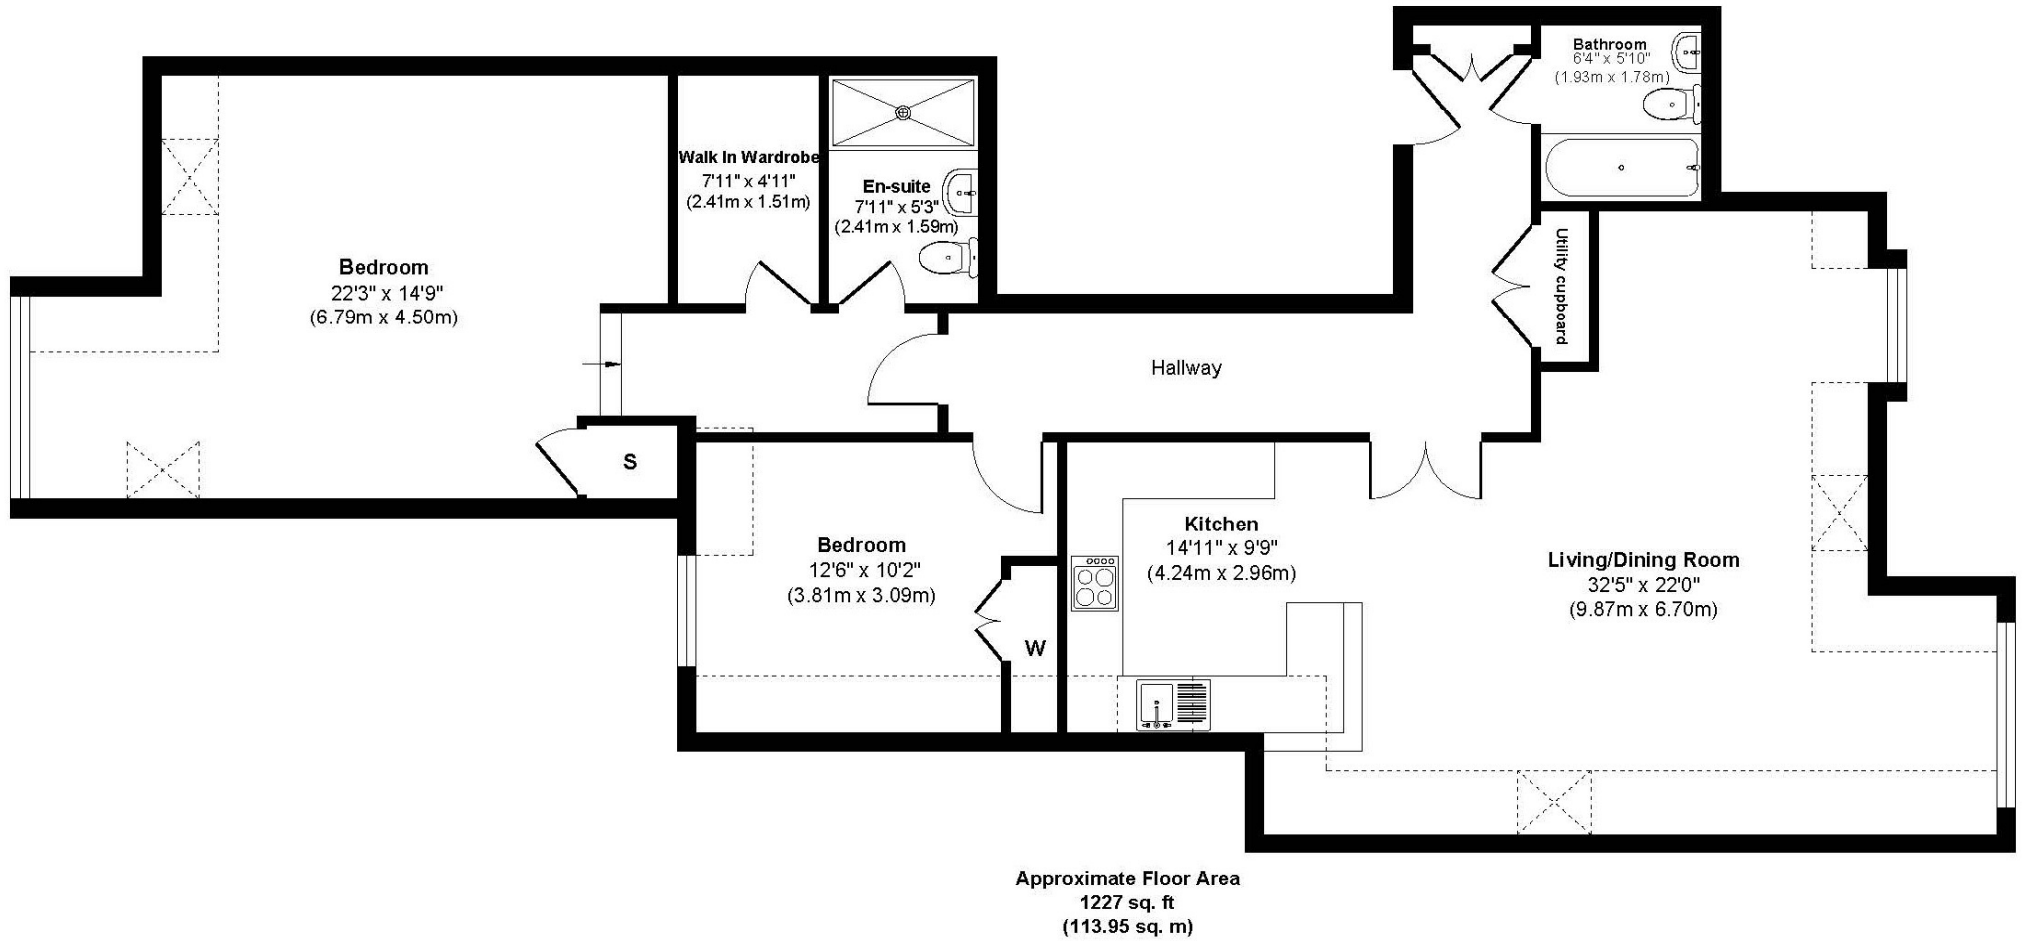 Bathroom
6'4" x 5'10"
(1.93m x 1.78m)
Walk In Wardrobe
7'11" x 4'11"
(2.41m x 1.51m)
En-suite
7'11" x 5'3"
(2.41m x 1.59m)
Utility cupboard
Bedroom
22'3" x 14'9"
(6.79m x 4.50m)
Hallway
S
Bedroom
12'6" x 10'2"
(3.81m x 3.09m)
W
Kitchen
14'11" x 9'9"
(4.24m x 2.96m)
Living/Dining Room
32'5" x 22'0"
(9.87m x 6.70m)
Approximate Floor Area
1227 sq. ft
(113.95 sq. m)